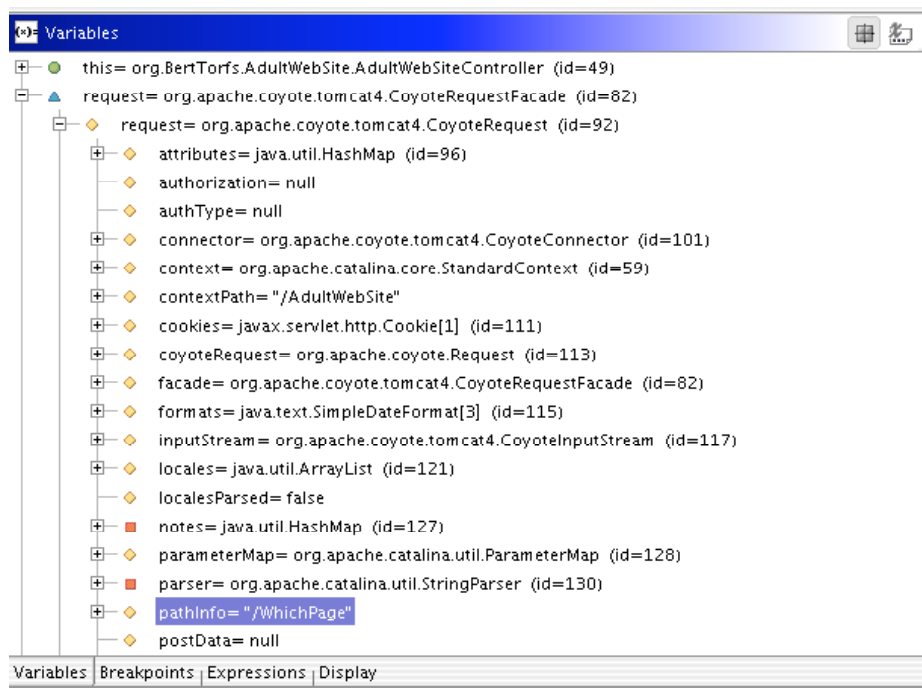 (x)= Variables
this= org.BertTorfs.AdultWebSite.AdultWebSiteController (id=49)
request= org.apache.coyote.tomcat4.CoyoteRequestFacade (id=82)
request= org.apache.coyote.tomcat4.CoyoteRequest (id=92)
attributes= java.util.HashMap (id=96)
authorization= null
authType= null
connector= org.apache.coyote.tomcat4.CoyoteConnector (id=101)
context= org.apache.catalina.core.StandardContext (id=59)
contextPath= "/AdultWebSite"
cookies= javax.servlet.http.Cookie[1] (id=111)
coyoteRequest= org.apache.coyote.Request (id=113)
facade= org.apache.coyote.tomcat4.CoyoteRequestFacade (id=82)
formats= java.text.SimpleDateFormat[3] (id=115)
inputStream= org.apache.coyote.tomcat4.CoyoteInputStream (id=117)
locales= java.util.ArrayList (id=121)
localesParsed= false
notes= java.util.HashMap (id=127)
parameterMap= org.apache.catalina.util.ParameterMap (id=128)
parser= org.apache.catalina.util.StringParser (id=130)
pathInfo= "/WhichPage"
postData= null
Variables Breakpoints Expressions Display